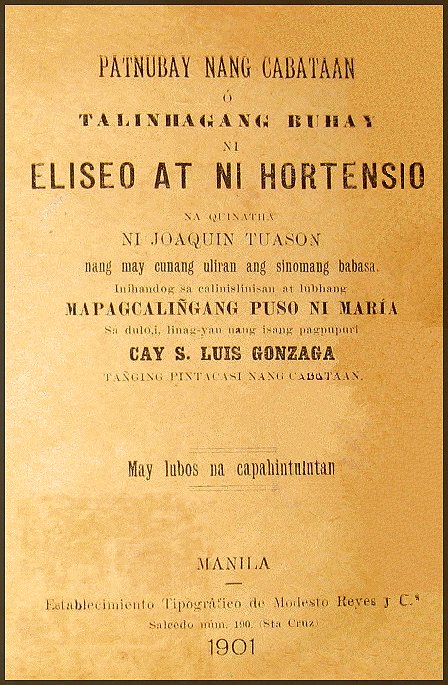 PATNUBAY NANG CABATAAN
Ó
TALINHAGANG BUHAY
NI
ELISEO AT NI HORTENSIO
NA QUINATHÂ
NI JOAQUIN TUASON
nang may cunang uliran ang sinomang babasa.
Inihandog sa calinislinisan at lubhang
MAPAGCALIÑGANG PUSO NI MARÍA
Sa dulo,i, linag-yan nang isang pagpupuri
CAY S. LUIS GONZAGA
TAÑGING PINTACASI NANG CABATAAN.
May lubos na capahintulutan
MANILA
Establecimiento Tipográfico de Modesto Reyes y C.ª
Salcedo núm. 190. (Sta Cruz)
1901